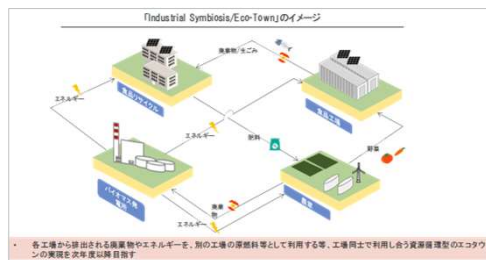 「Industrial Symbiosis/Eco-Town」のイメージ
廃棄物/生ごみ
エネルギー
食品リサイクル
食品工場
エネルギー
肥料
野菜
バイオマス発
電所
廃棄
物
農業
エネルギー
• 各工場から排出される廃棄物やエネルギーを、別の工場の原燃料等として利用する等、工場同士で利用し合う資源循環型のエコタウ
ンの実現を次年度以降目指す